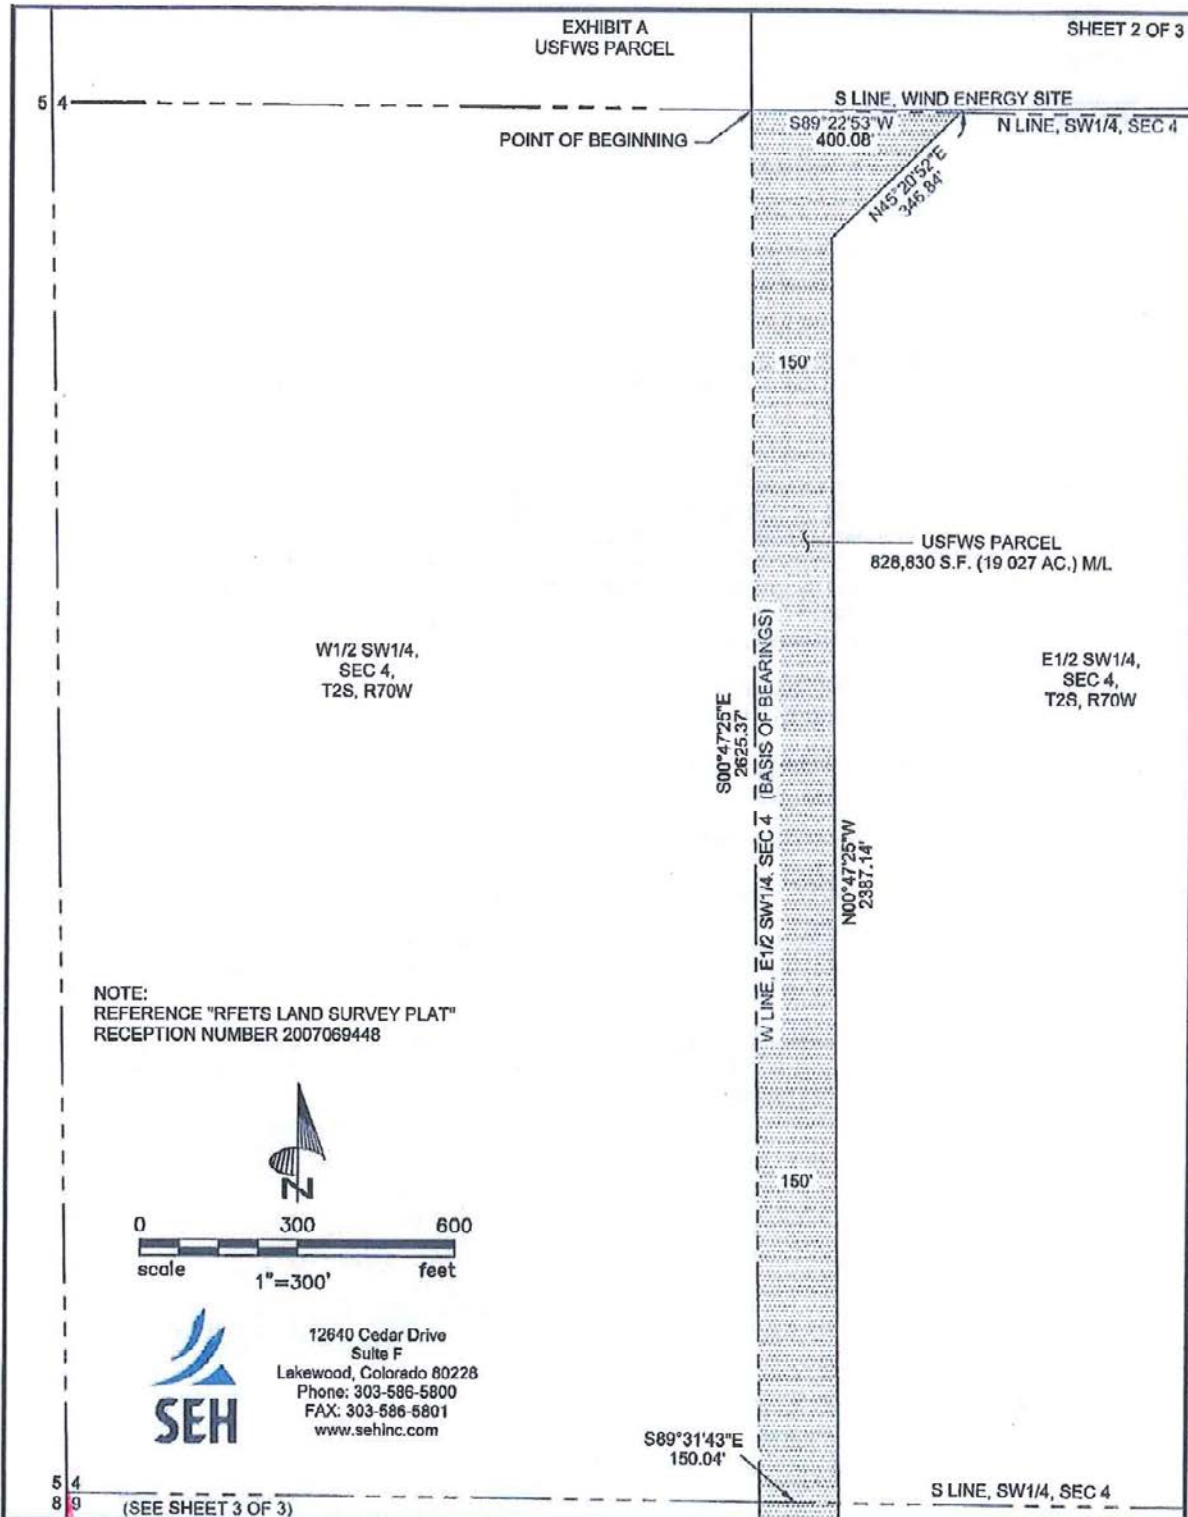 EXHIBIT A
USFWS PARCEL
SHEET 2 OF 3
5 4
S LINE, WIND ENERGY SITE
N LINE, SW1/4, SEC 4
POINT OF BEGINNING
S89°22'53"W
400.08'
N45°20'52"E
346.84'
150'
USFWS PARCEL
828,830 S.F. (19 027 AC.) M/L
W1/2 SW1/4,
SEC 4,
T2S, R70W
E1/2 SW1/4,
SEC 4,
T2S, R70W
S00°47'25"E
2625.37'
W LINE, E1/2 SW1/4, SEC 4 (BASIS OF BEARINGS)
N00°47'25"W
2387.14'
NOTE:
REFERENCE "RFETS LAND SURVEY PLAT"
RECEPTION NUMBER 2007069448
N
150'
0 300 600
scale feet
1"=300'
SEH
12640 Cedar Drive
Suite F
Lakewood, Colorado 80228
Phone: 303-586-5800
FAX: 303-586-5801
www.sehinc.com
S89°31'43"E
150.04'
5 4
8 9
(SEE SHEET 3 OF 3)
S LINE, SW1/4, SEC 4